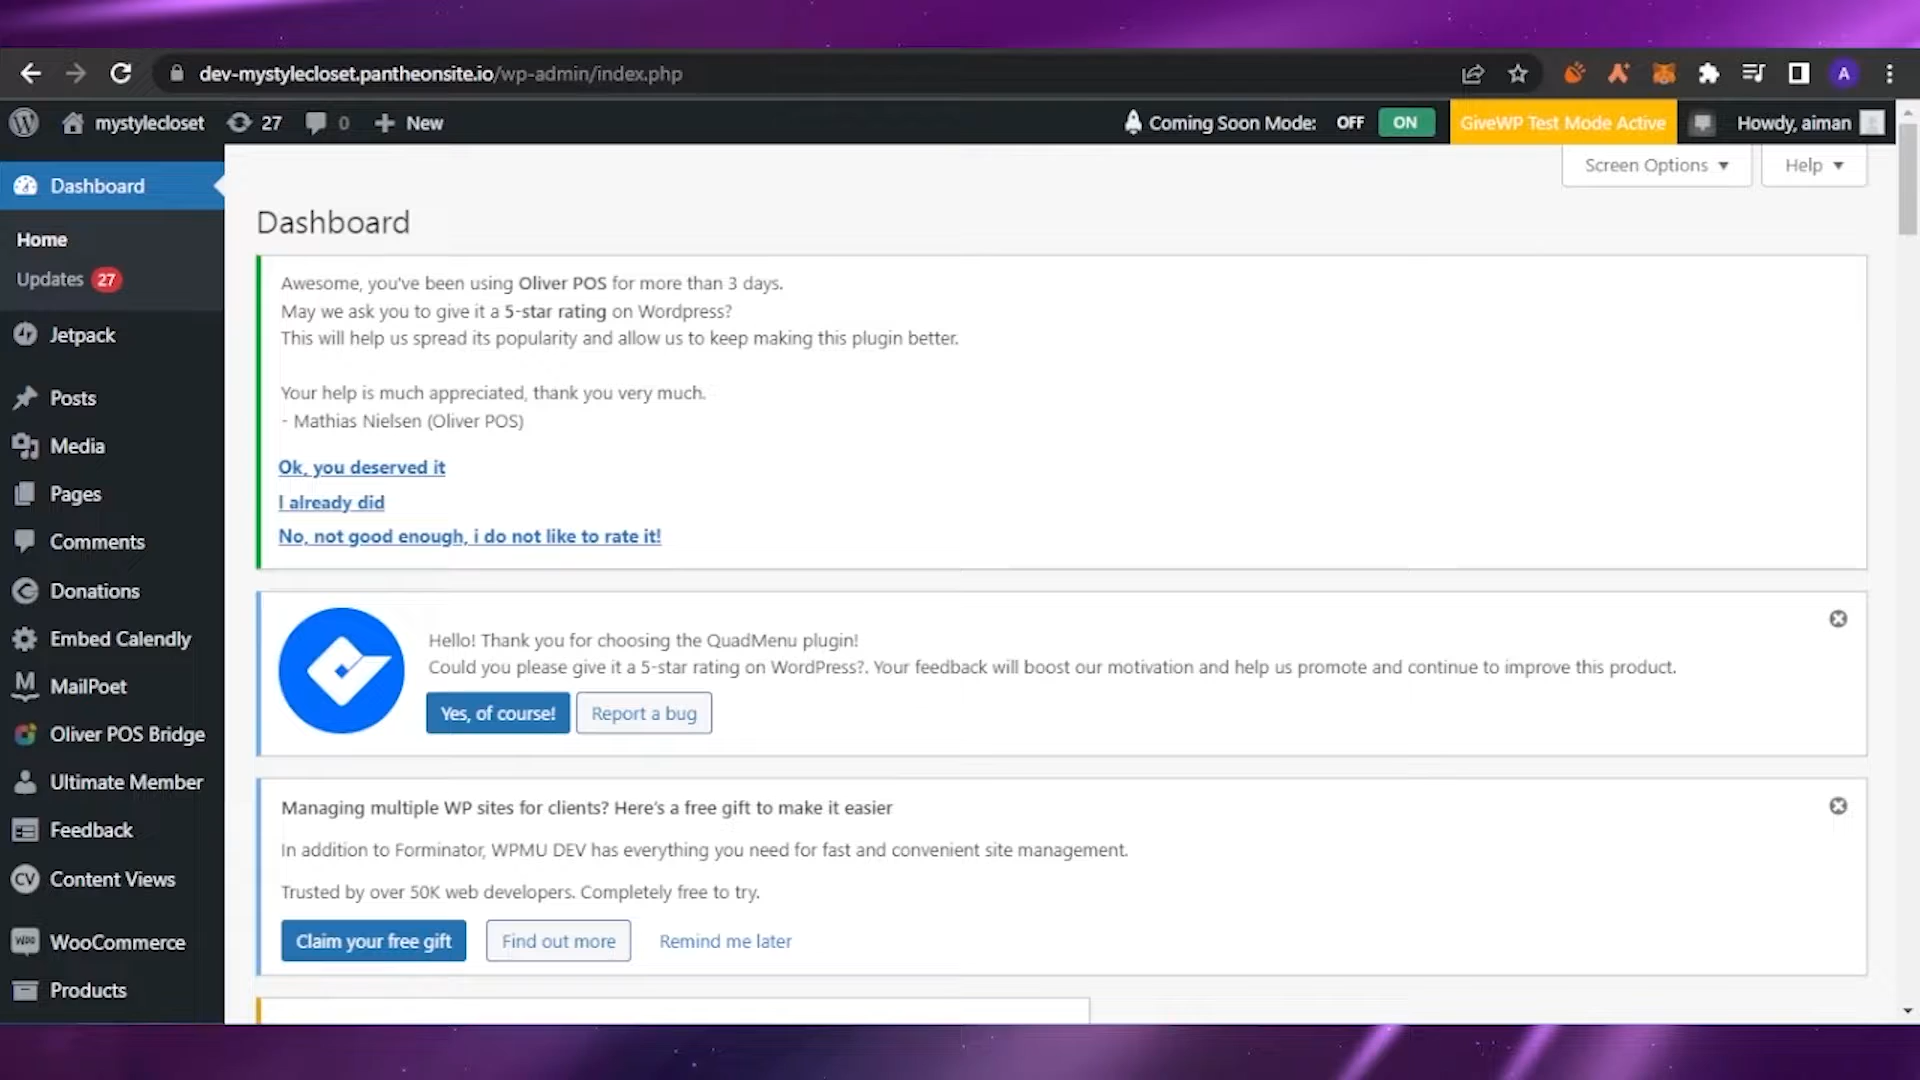 dev-mystylecloset.pantheonsite.io/wp-admin/index.php
A
mystylecloset 27 0 New Coming Soon Mode: OFF ON GiveWP Test Mode Active Howdy, aiman
Screen Options Help
Dashboard
Home
Updates 27
Jetpack
Posts
Media
Pages
Comments
Donations
Embed Calendly
MailPoet
Oliver POS Bridge
Ultimate Member
Feedback
CV Content Views
Woo WooCommerce
Products
Dashboard
Awesome, you've been using Oliver POS for more than 3 days.
May we ask you to give it a 5-star rating on Wordpress?
This will help us spread its popularity and allow us to keep making this plugin better.
Your help is much appreciated, thank you very much.
- Mathias Nielsen (Oliver POS)
Ok, you deserved it
I already did
No, not good enough, i do not like to rate it!
Hello! Thank you for choosing the QuadMenu plugin!
Could you please give it a 5-star rating on WordPress?. Your feedback will boost our motivation and help us promote and continue to improve this product.
Yes, of course! Report a bug
Managing multiple WP sites for clients? Here's a free gift to make it easier
In addition to Forminator, WPMU DEV has everything you need for fast and convenient site management.
Trusted by over 50K web developers. Completely free to try.
Claim your free gift Find out more Remind me later